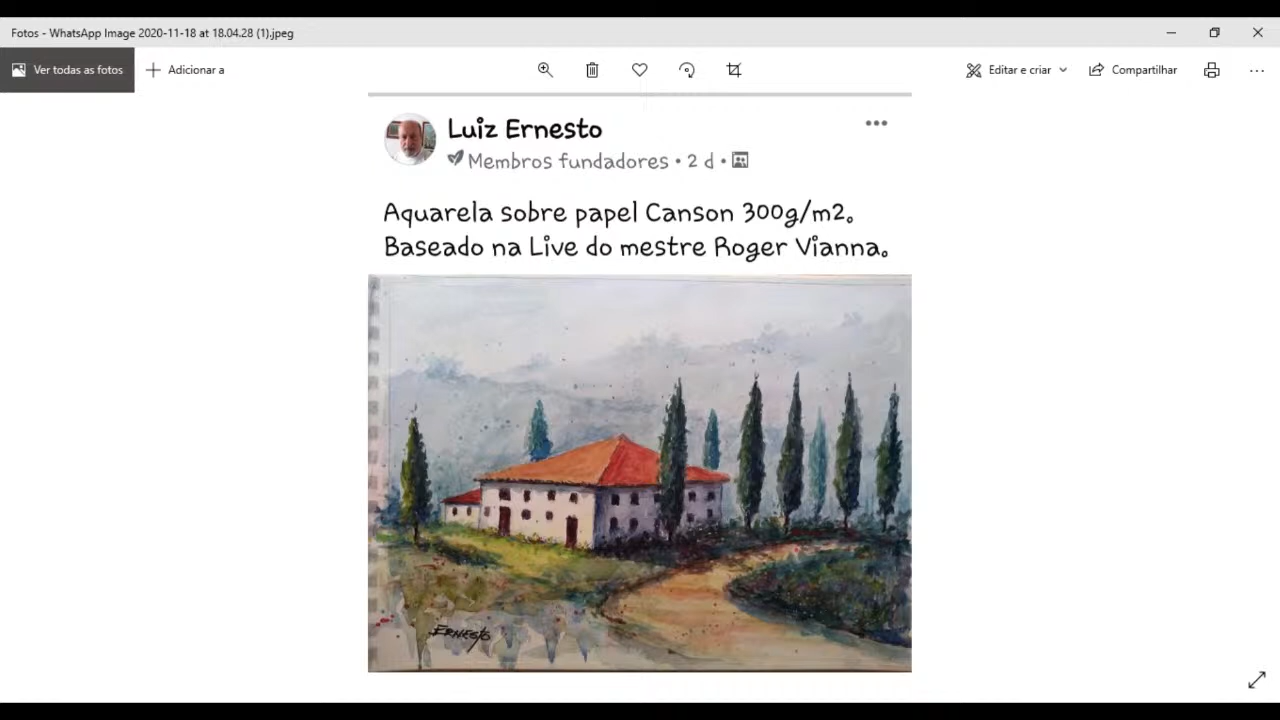 Fotos - WhatsApp Image 2020-11-18 at 18.04.28 (1).jpeg
Ver todas as fotos
Adicionar a
Editar e criar
Compartilhar
Luiz Ernesto
Membros fundadores • 2 d •
Aquarela sobre papel Canson 300g/m2.
Baseado na Live do mestre Roger Vianna.
ERNESTO